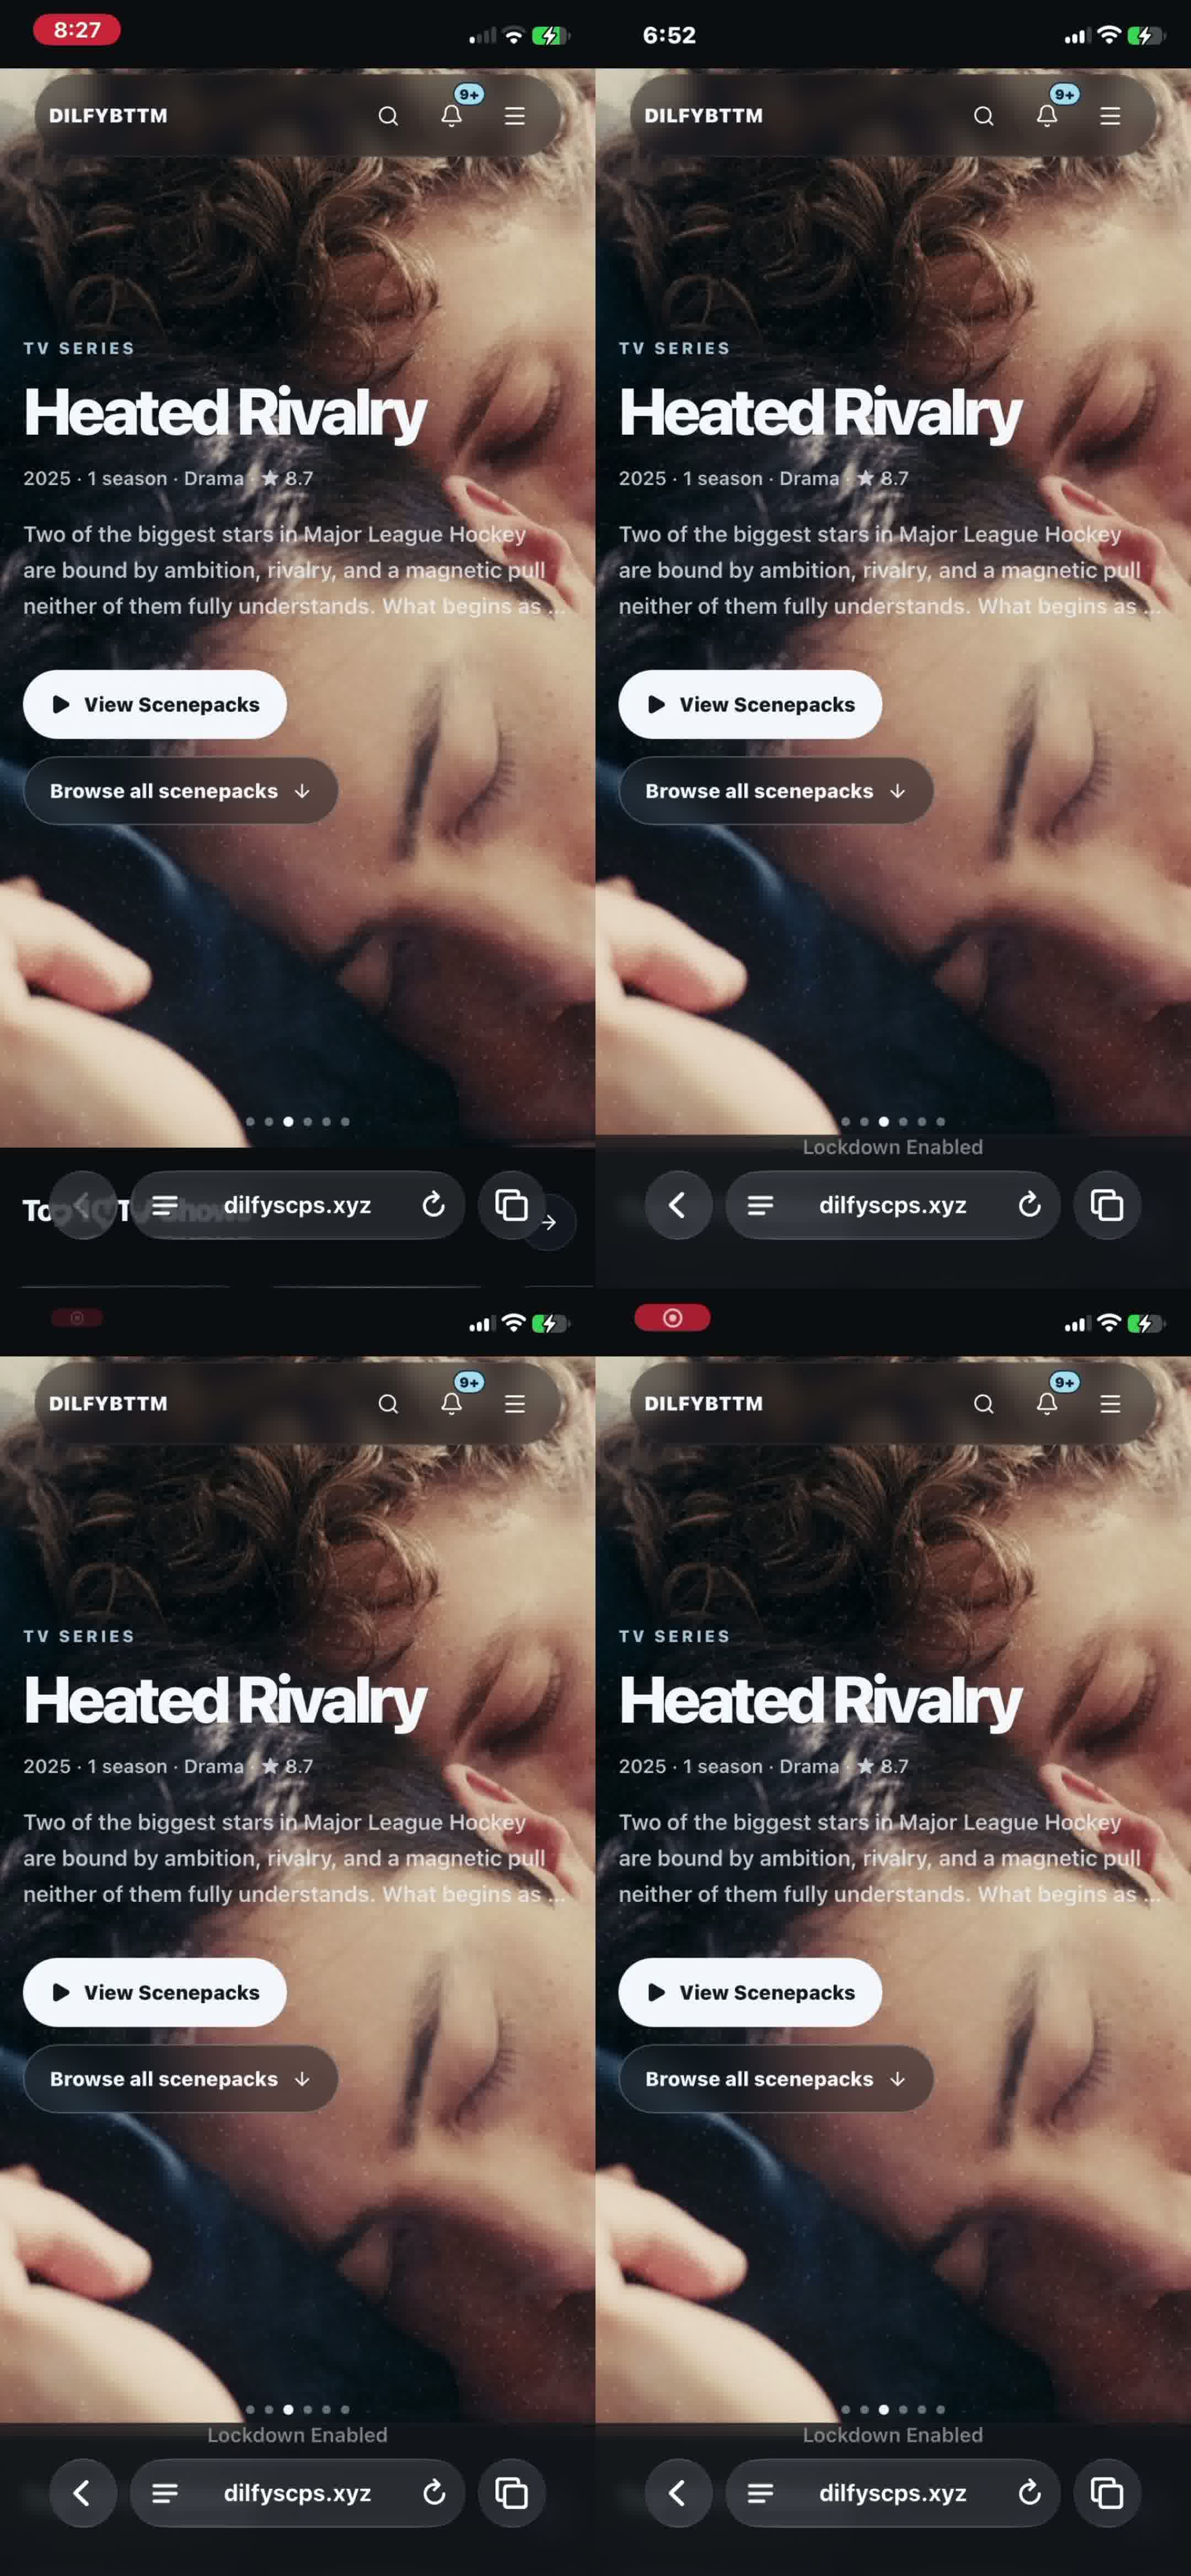 8:27
DILFYBTTM
9+
TV SERIES
Heated Rivalry
2025 · 1 season · Drama · ★ 8.7
Two of the biggest stars in Major League Hockey
are bound by ambition, rivalry, and a magnetic pull
neither of them fully understands. What begins as ...
View Scenepacks
Browse all scenepacks ↓
dilfyscps.xyz
6:52
DILFYBTTM
9+
TV SERIES
Heated Rivalry
2025 · 1 season · Drama · ★ 8.7
Two of the biggest stars in Major League Hockey
are bound by ambition, rivalry, and a magnetic pull
neither of them fully understands. What begins as ...
View Scenepacks
Browse all scenepacks ↓
Lockdown Enabled
dilfyscps.xyz
DILFYBTTM
9+
TV SERIES
Heated Rivalry
2025 · 1 season · Drama · ★ 8.7
Two of the biggest stars in Major League Hockey
are bound by ambition, rivalry, and a magnetic pull
neither of them fully understands. What begins as ...
View Scenepacks
Browse all scenepacks ↓
Lockdown Enabled
dilfyscps.xyz
DILFYBTTM
9+
TV SERIES
Heated Rivalry
2025 · 1 season · Drama · ★ 8.7
Two of the biggest stars in Major League Hockey
are bound by ambition, rivalry, and a magnetic pull
neither of them fully understands. What begins as ...
View Scenepacks
Browse all scenepacks ↓
Lockdown Enabled
dilfyscps.xyz